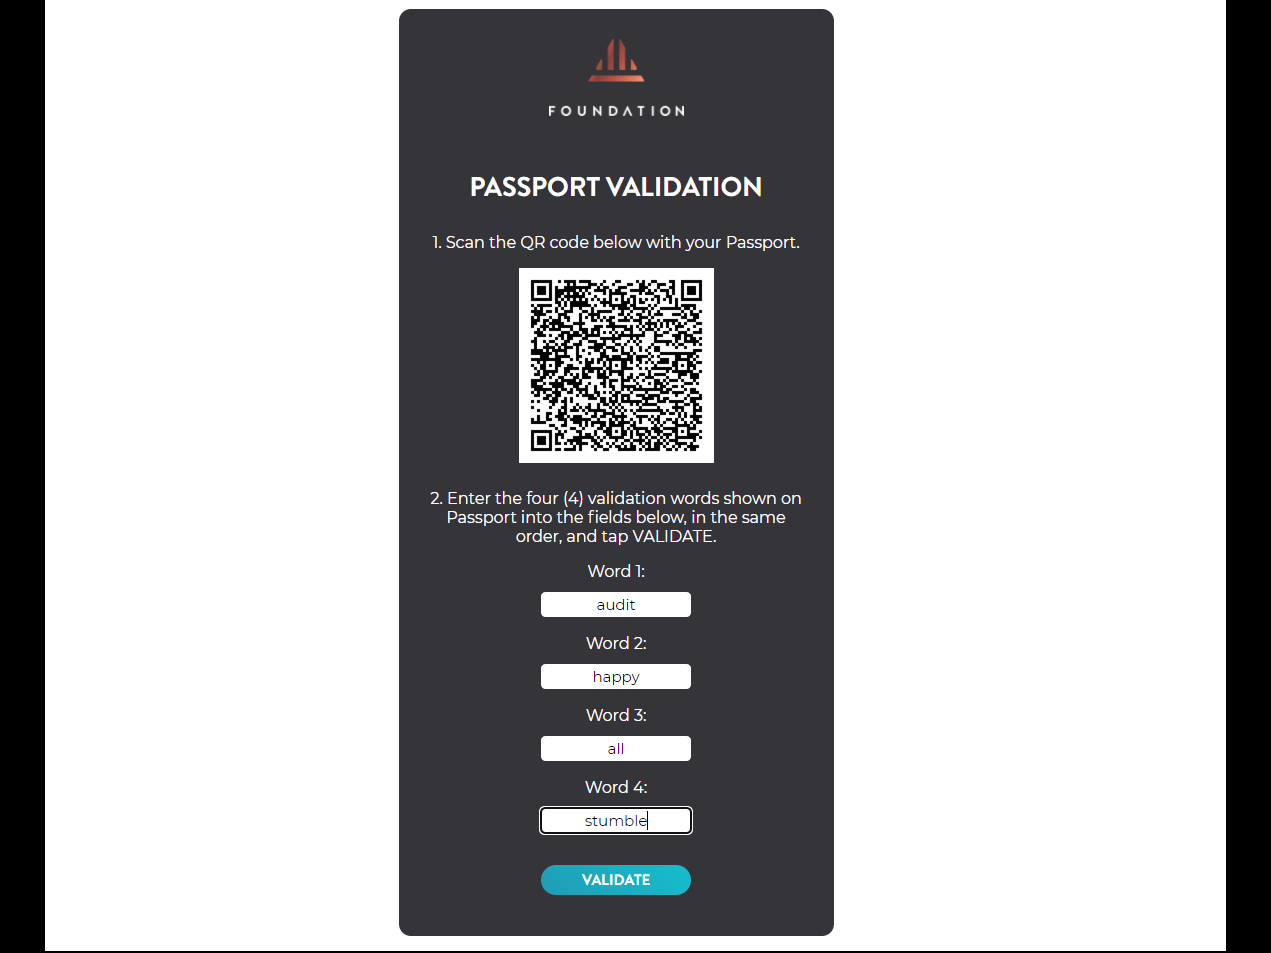 FOUNDATION
PASSPORT VALIDATION
1. Scan the QR code below with your Passport.
2. Enter the four (4) validation words shown on
Passport into the fields below, in the same
order, and tap VALIDATE.
Word 1:
audit
Word 2:
happy
Word 3:
all
Word 4:
stumble
VALIDATE